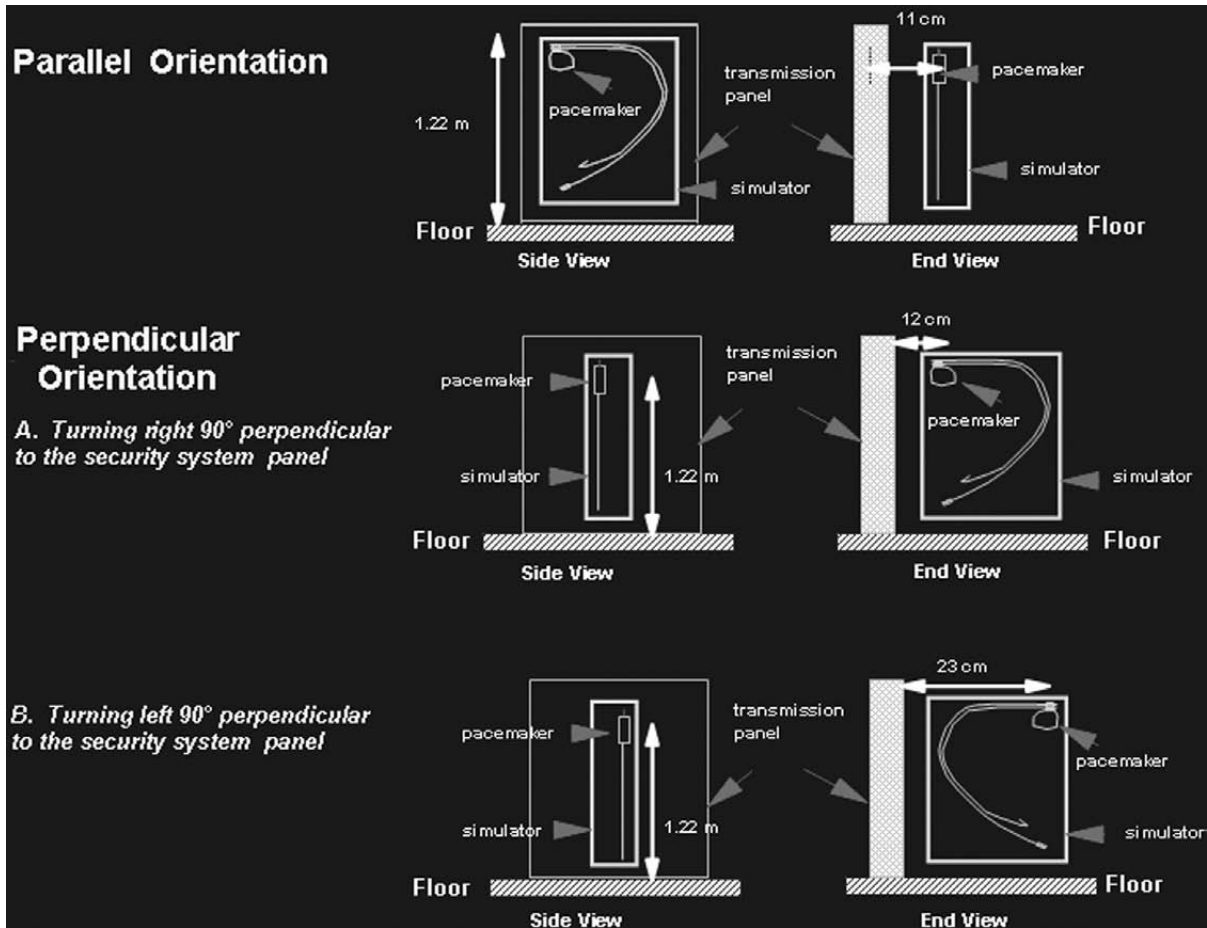 Parallel Orientation
11 cm
transmission
panel
pacemaker
pacemaker
1.22 m
simulator
simulator
Floor
Floor
Side View
End View
Perpendicular
Orientation
12 cm
transmission
panel
pacemaker
A. Turning right 90° perpendicular
to the security system panel
pacemaker
simulator
1.22 m
simulator
Floor
Floor
Side View
End View
23 cm
B. Turning left 90° perpendicular
to the security system panel
transmission
panel
pacemaker
pacemaker
simulator
1.22 m
simulator
Floor
Floor
Side View
End View